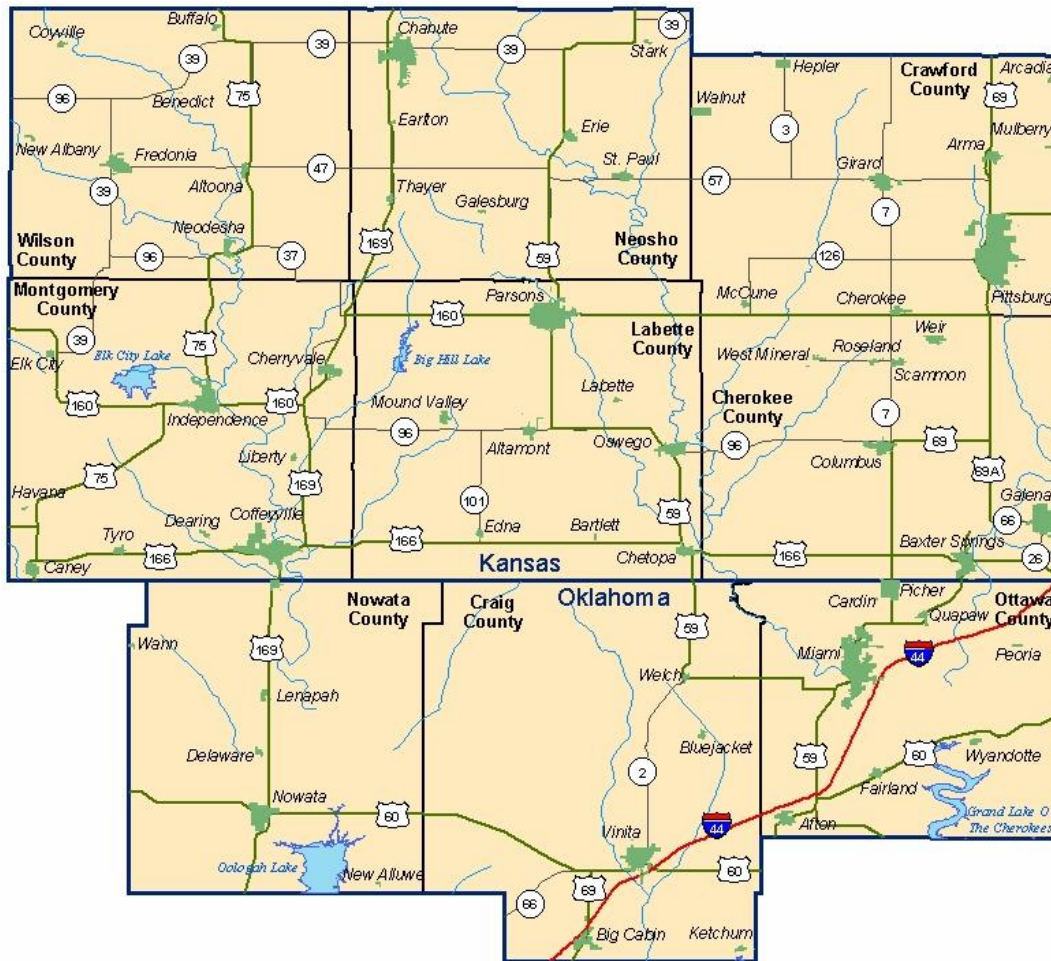 Buffalo
Coyville
Chanute
39
39
39
39
Stark
Hepler
Crawford
County
Arcadia
96
Benedict
75
69
Walnut
Earlton
Erie
3
Mulberry
New Albany
Fredonia
Arma
St. Paul
47
57
Girard
39
Altoona
Thayer
Galesburg
7
Neodesha
Wilson
County
169
Neosho
County
96
37
59
126
Montgomery
County
Parsons
McCune
Cherokee
Pittsburg
160
39
75
Labette
County
Weir
Elk City
Elk City Lake
Cherryvale
Big Hill Lake
West Mineral
Roseland
Scammon
Labette
160
Independence
160
Mound Valley
Cherokee
County
7
96
Altamont
Oswego
96
69
Liberty
Columbus
75
169
69A
Havana
101
Galena
Dearing
Coffeyville
59
66
Tyro
Edna
Bartlett
166
166
Chetopa
166
Baxter Springs
Caney
Kansas
26
Nowata
County
Craig
County
Oklahoma
Cardin
Picher
Ottawa
County
Quapaw
59
Wann
169
Miami
44
Peoria
Lenapah
Welch
Delaware
Bluejacket
59
60
Wyandotte
2
Fairland
Nowata
60
Grand Lake O
The Cherokees
Afton
44
Vinita
Oologah Lake
New Alluwe
69
60
66
Big Cabin
Ketchum